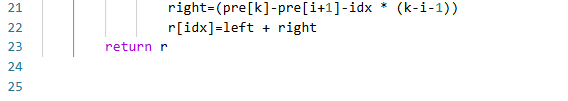 21 right=(pre[k]-pre[i+1]-idx * (k-i-1))
22 r[idx]=left + right
23 return r
24
25